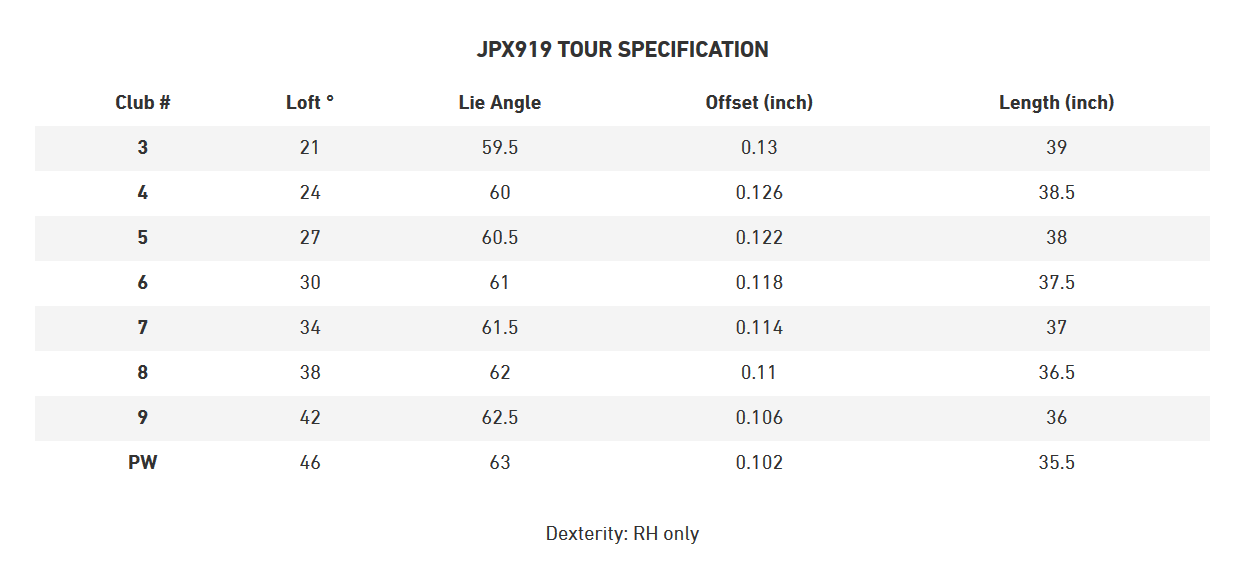 JPX919 TOUR SPECIFICATION
Club # Loft ° Lie Angle Offset (inch) Length (inch)
3 21 59.5 0.13 39
4 24 60 0.126 38.5
5 27 60.5 0.122 38
6 30 61 0.118 37.5
7 34 61.5 0.114 37
8 38 62 0.11 36.5
9 42 62.5 0.106 36
PW 46 63 0.102 35.5
Dexterity: RH only